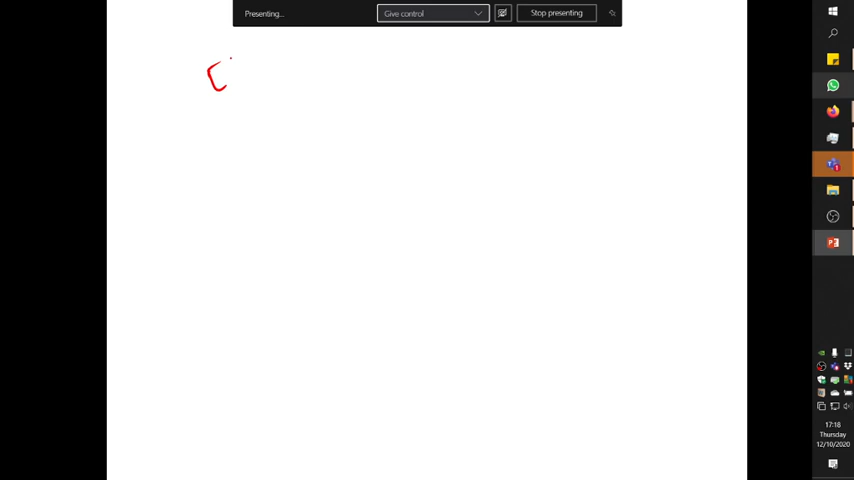 Presenting...
Give control
Stop presenting
17:18
Thursday
12/10/2020